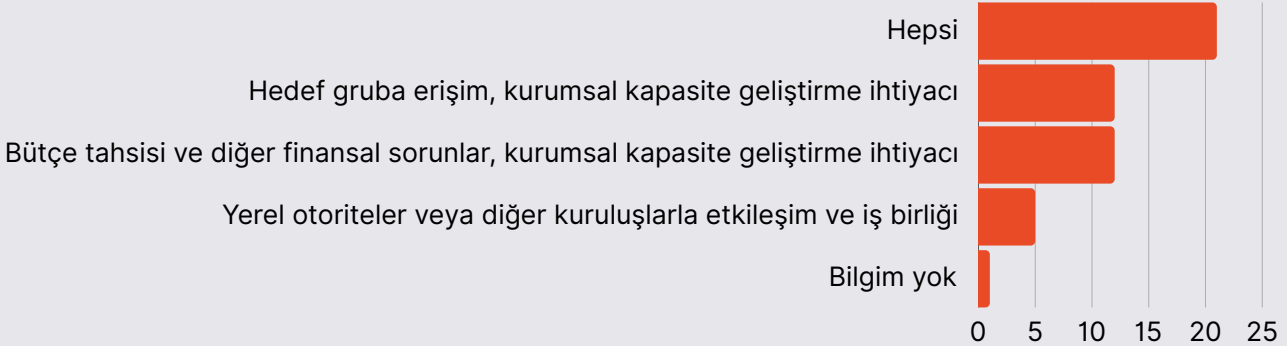 Hepsi
Hedef gruba erişim, kurumsal kapasite geliştirme ihtiyacı
Bütçe tahsisi ve diğer finansal sorunlar, kurumsal kapasite geliştirme ihtiyacı
Yerel otoriteler veya diğer kuruluşlarla etkileşim ve iş birliği
Bilgim yok
0 5 10 15 20 25